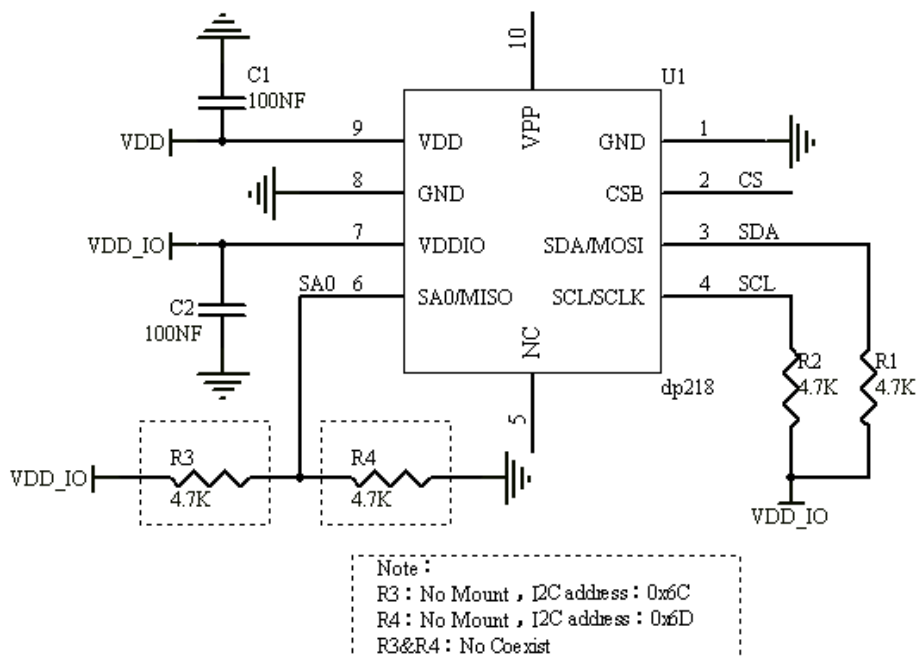 10
C1
100NF
U1
VDD
9
VDD
VPP
GND
1
8
GND
CSB
2
CS
VDD_IO
7
VDDIO
SDA/MOSI
3
SDA
SA0
6
SA0/MISO
SCL/SCLK
4
SCL
C2
100NF
NC
R2
4.7K
R1
4.7K
dp218
5
VDD_IO
R3
4.7K
R4
4.7K
VDD_IO
Note：
R3：No Mount，I2C address：0x6C
R4：No Mount，I2C address：0x6D
R3&R4：No Coexist